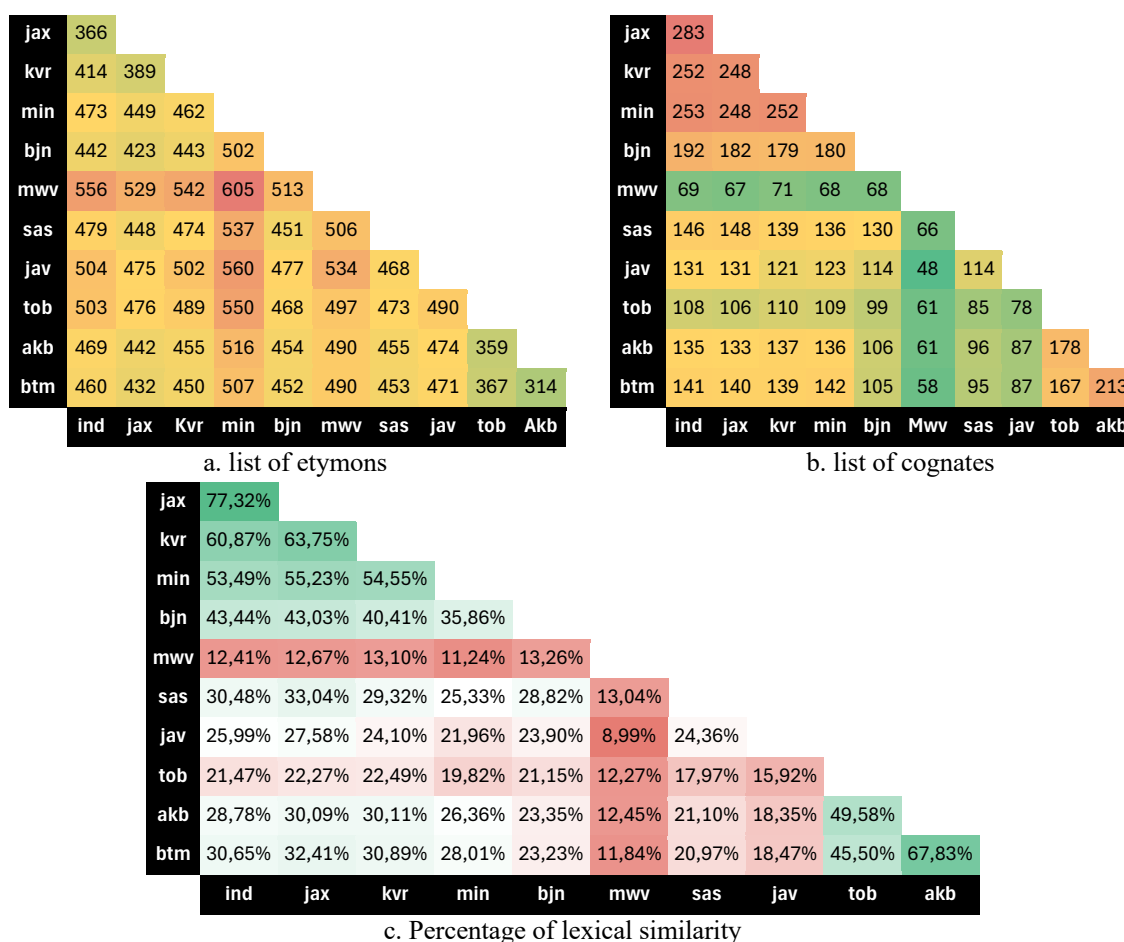 jax 366
kvr 414 389
min 473 449 462
bjn 442 423 443 502
mwv 556 529 542 605 513
sas 479 448 474 537 451 506
jav 504 475 502 560 477 534 468
tob 503 476 489 550 468 497 473 490
akb 469 442 455 516 454 490 455 474 359
btm 460 432 450 507 452 490 453 471 367 314
ind jax Kvr min bjn mwv sas jav tob Akb
a. list of etymons
jax 283
kvr 252 248
min 253 248 252
bjn 192 182 179 180
mwv 69 67 71 68 68
sas 146 148 139 136 130 66
jav 131 131 121 123 114 48 114
tob 108 106 110 109 99 61 85 78
akb 135 133 137 136 106 61 96 87 178
btm 141 140 139 142 105 58 95 87 167 213
ind jax kvr min bjn Mwv sas jav tob akb
b. list of cognates
jax 77,32%
kvr 60,87% 63,75%
min 53,49% 55,23% 54,55%
bjn 43,44% 43,03% 40,41% 35,86%
mwv 12,41% 12,67% 13,10% 11,24% 13,26%
sas 30,48% 33,04% 29,32% 25,33% 28,82% 13,04%
jav 25,99% 27,58% 24,10% 21,96% 23,90% 8,99% 24,36%
tob 21,47% 22,27% 22,49% 19,82% 21,15% 12,27% 17,97% 15,92%
akb 28,78% 30,09% 30,11% 26,36% 23,35% 12,45% 21,10% 18,35% 49,58%
btm 30,65% 32,41% 30,89% 28,01% 23,23% 11,84% 20,97% 18,47% 45,50% 67,83%
ind jax kvr min bjn mwv sas jav tob akb
c. Percentage of lexical similarity